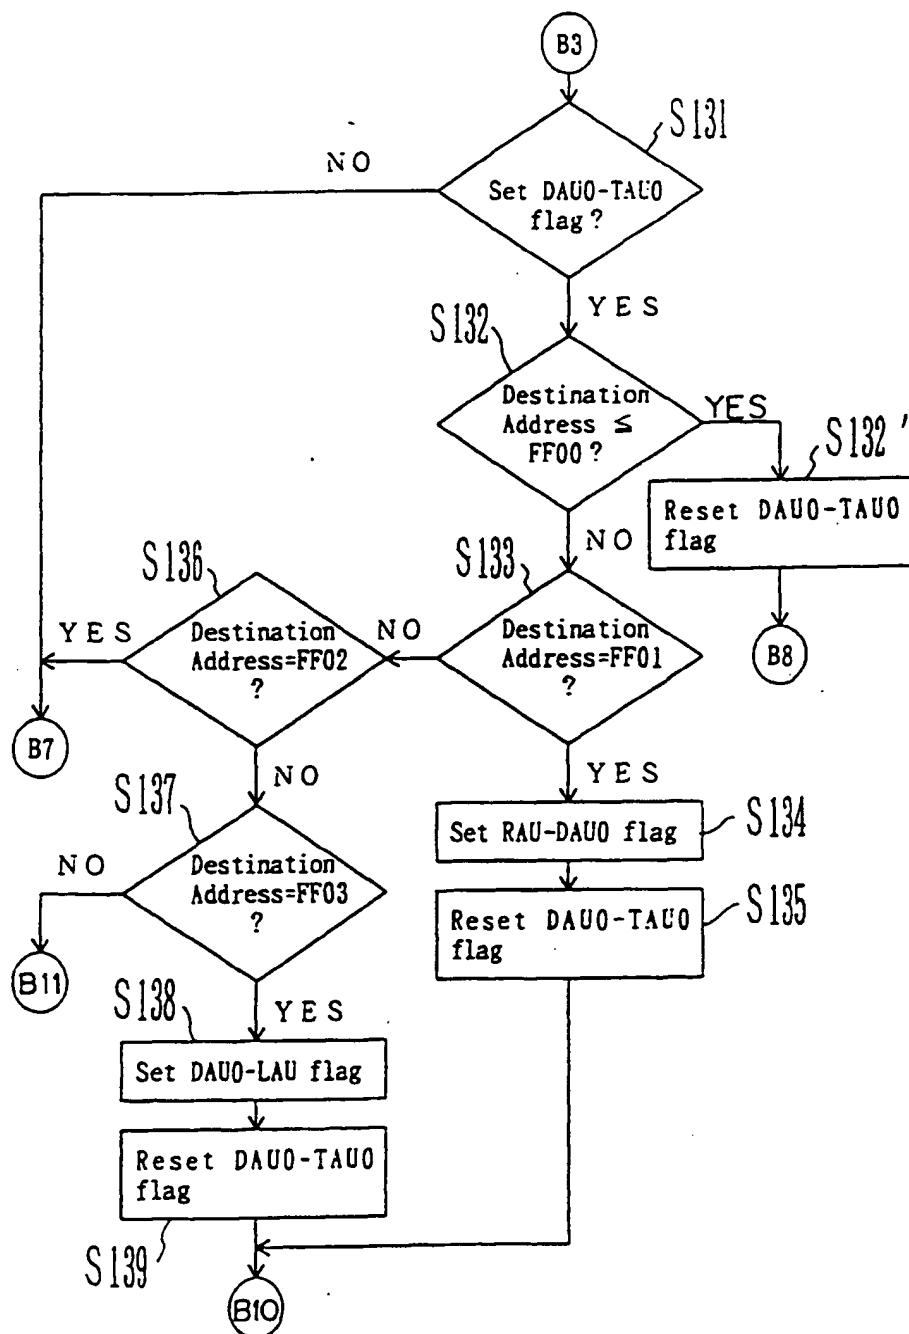 B3
S131
NO
Set DAU0-TAU0
flag?
YES
S132
Destination
Address ≦
FF00?
YES
S132'
Reset DAU0-TAU0
flag
B8
NO
S133
Destination
Address=FF01
?
NO
S136
Destination
Address=FF02
?
YES
B7
NO
YES
S137
Destination
Address=FF03
?
NO
B11
Set RAU-DAU0 flag
S134
Reset DAU0-TAU0
flag
S135
YES
S138
Set DAU0-LAU flag
Reset DAU0-TAU0
flag
S139
B10